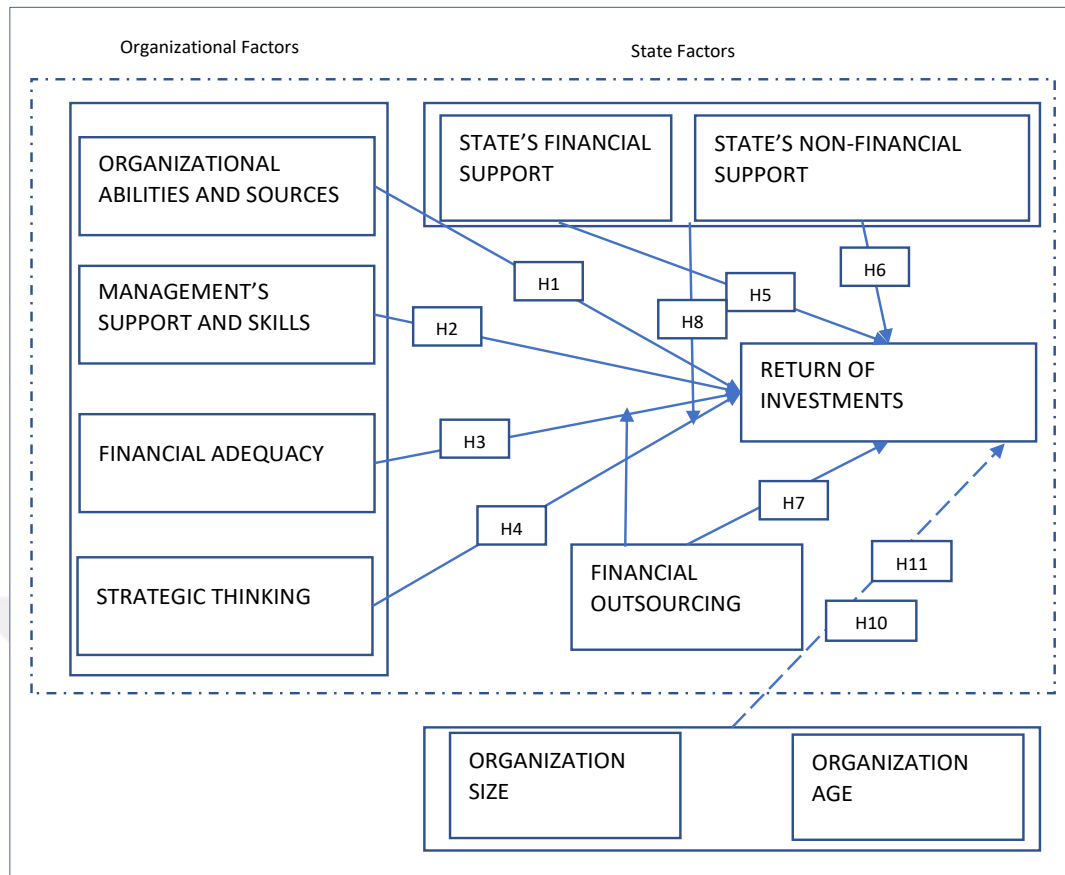 Organizational Factors
State Factors
ORGANIZATIONAL
ABILITIES AND SOURCES
STATE’S FINANCIAL
SUPPORT
STATE’S NON-FINANCIAL
SUPPORT
MANAGEMENT’S
SUPPORT AND SKILLS
H1
H2
H5
H6
H8
RETURN OF
INVESTMENTS
FINANCIAL ADEQUACY
H3
H4
H7
STRATEGIC THINKING
FINANCIAL
OUTSOURCING
H11
H10
ORGANIZATION
SIZE
ORGANIZATION
AGE